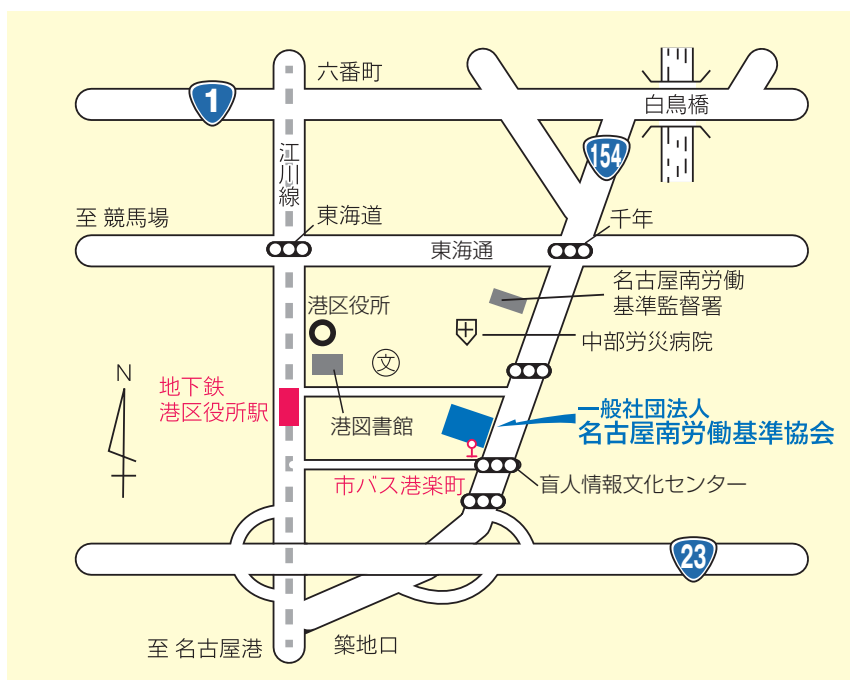 六番町
1
白鳥橋
154
江川線
至 競馬場
東海道
千年
東海通
名古屋南労働
基準監督署
港区役所
中部労災病院
文
N
地下鉄
港区役所駅
港図書館
一般社団法人
名古屋南労働基準協会
市バス港楽町
盲人情報文化センター
23
至 名古屋港
築地口